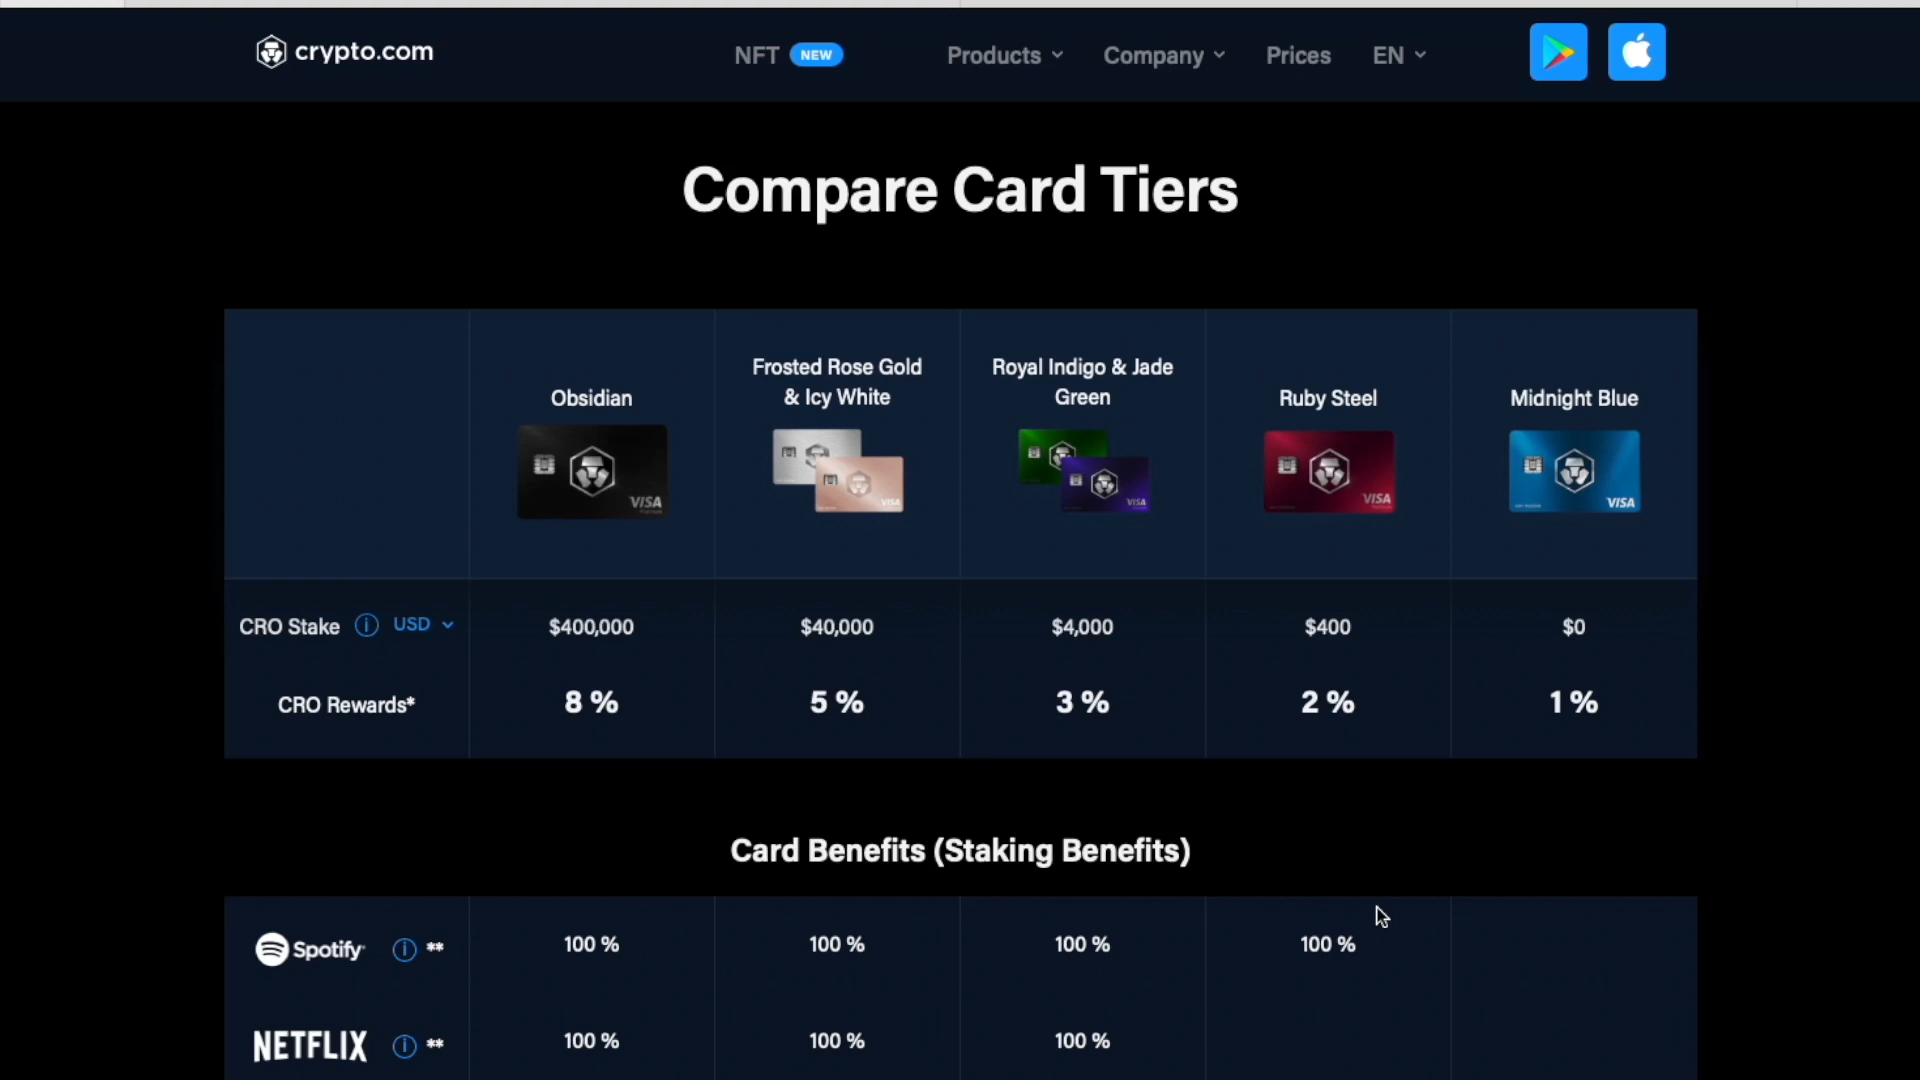 crypto.com
NFT NEW Products Company Prices EN
Compare Card Tiers
Obsidian
Frosted Rose Gold
& Icy White
Royal Indigo & Jade
Green
Ruby Steel
Midnight Blue
VISA
VISA
VISA
VISA
VISA
CRO Stake USD $400,000 $40,000 $4,000 $400 $0
CRO Rewards* 8 % 5 % 3 % 2 % 1 %
Card Benefits (Staking Benefits)
Spotify ** 100 % 100 % 100 % 100 %
NETFLIX ** 100 % 100 % 100 %